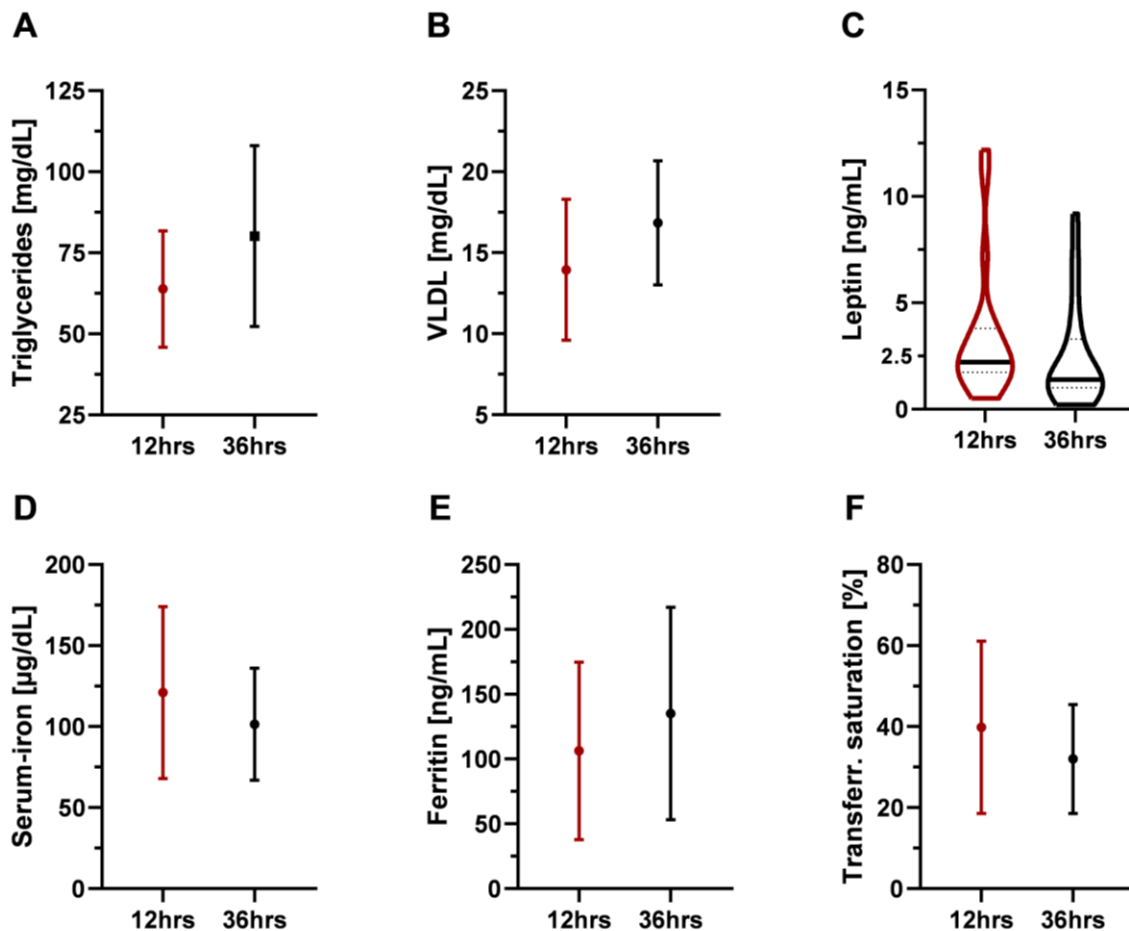 A
Triglycerides [mg/dL]
125
100
75
50
25
12hrs 36hrs
B
VLDL [mg/dL]
25
20
15
10
5
12hrs 36hrs
C
Leptin [ng/mL]
15
10
5
2.5
0
12hrs 36hrs
D
Serum-iron [µg/dL]
200
150
100
50
0
12hrs 36hrs
E
Ferritin [ng/mL]
250
200
150
100
50
0
12hrs 36hrs
F
Transferr. saturation [%]
80
60
40
20
0
12hrs 36hrs